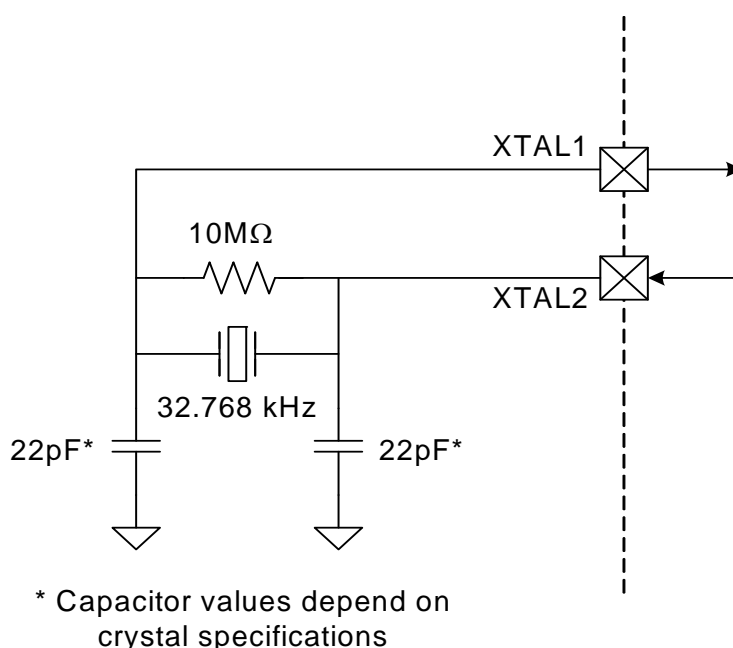 XTAL1
10MΩ
XTAL2
32.768 kHz
22pF*
22pF*
* Capacitor values depend on
crystal specifications